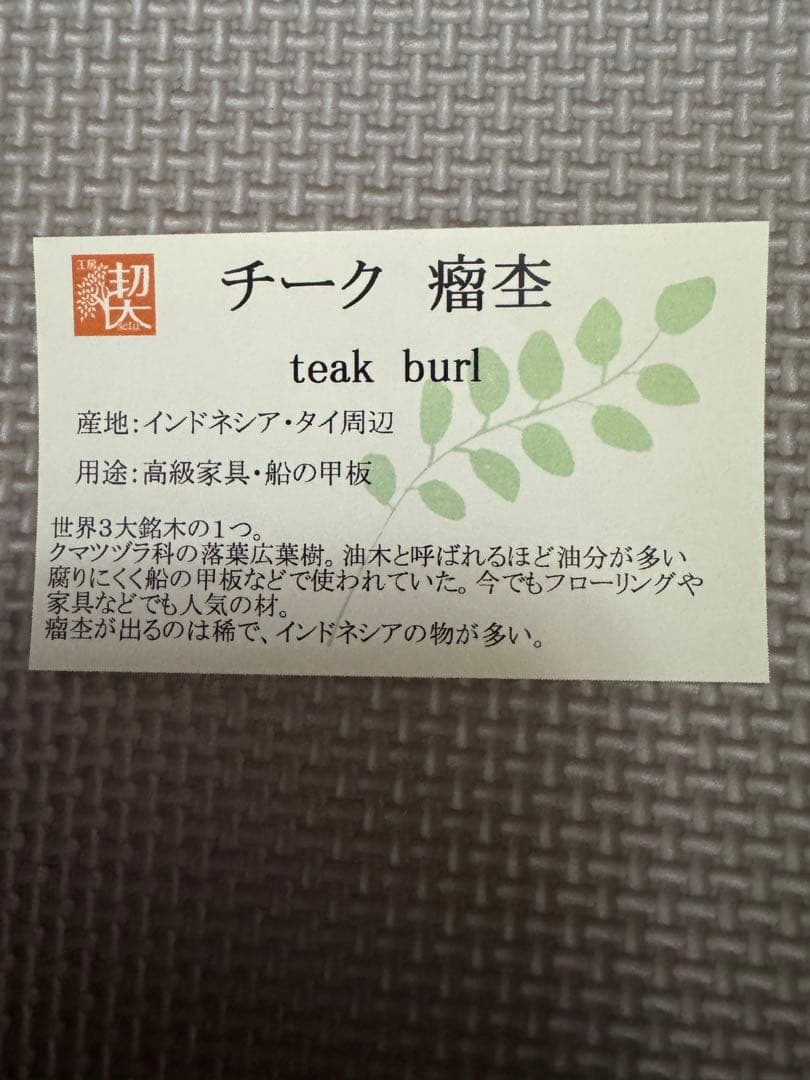 工房
契
setu
チーク 瘤杢
teak burl
産地:インドネシア・タイ周辺
用途:高級家具・船の甲板
世界3大銘木の1つ。
クマツヅラ科の落葉広葉樹。油木と呼ばれるほど油分が多い
腐りにくく船の甲板などで使われていた。今でもフローリングや
家具などでも人気の材。
瘤杢が出るのは稀で、インドネシアの物が多い。